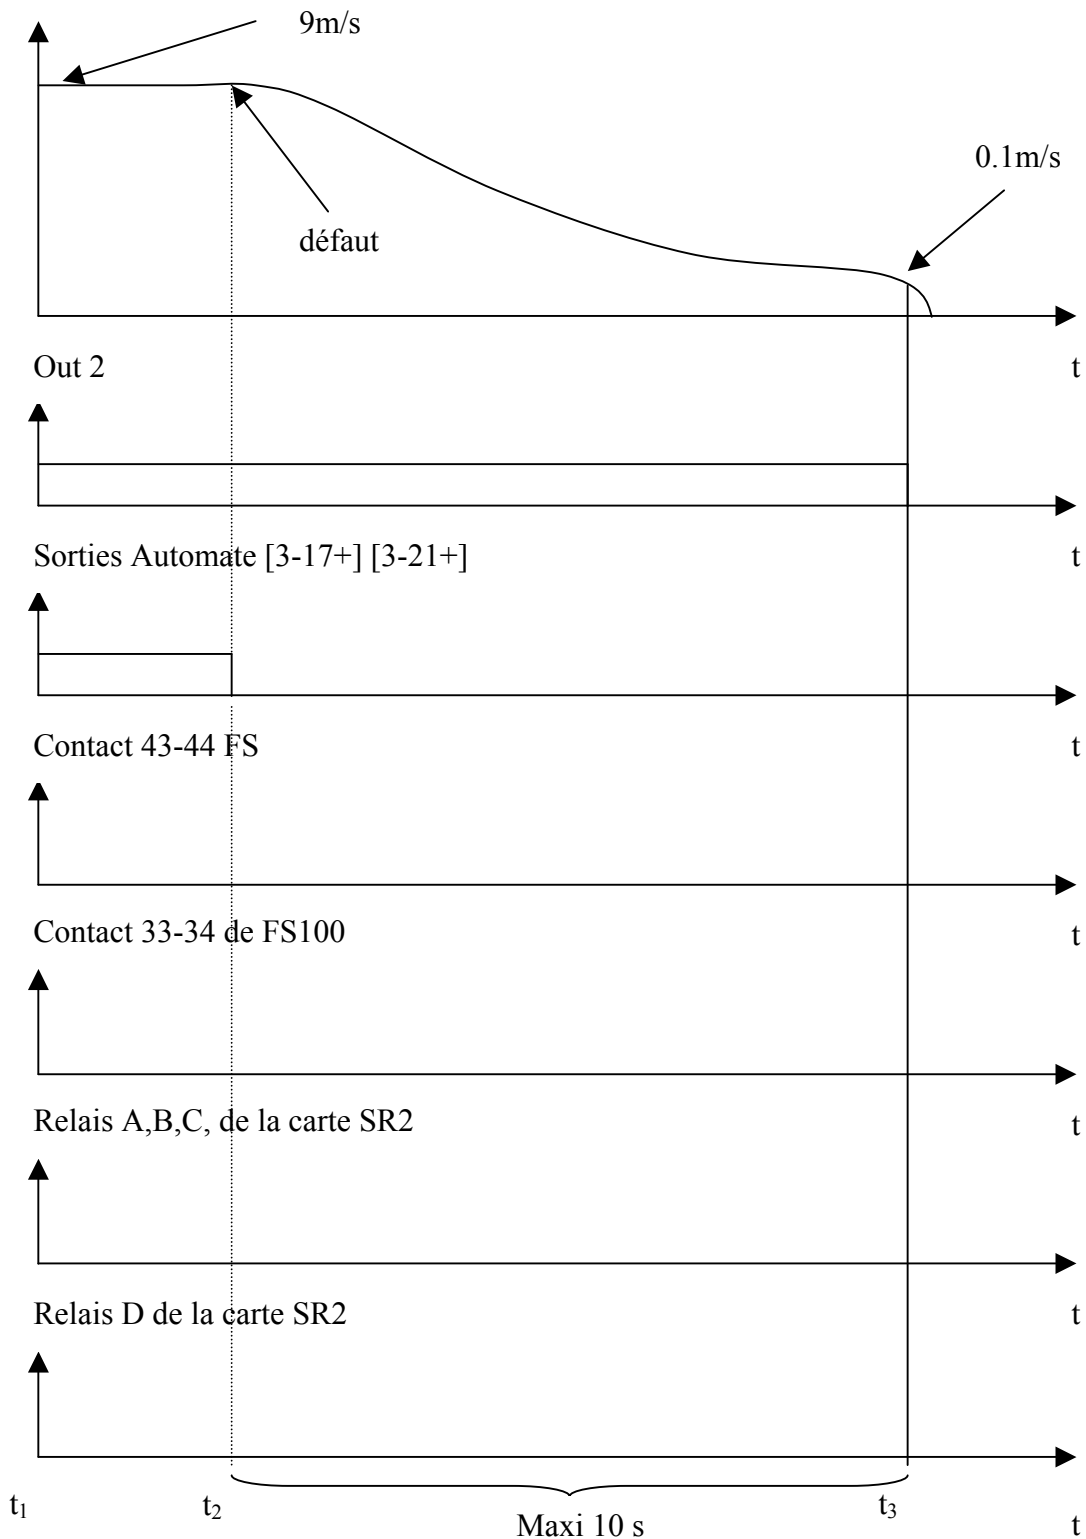 9m/s
0.1m/s
défaut
Out 2
t
Sorties Automate [3-17+] [3-21+]
t
Contact 43-44 FS
t
Contact 33-34 de FS100
t
Relais A,B,C, de la carte SR2
t
Relais D de la carte SR2
t
t₁
t₂
t₃
Maxi 10 s
t